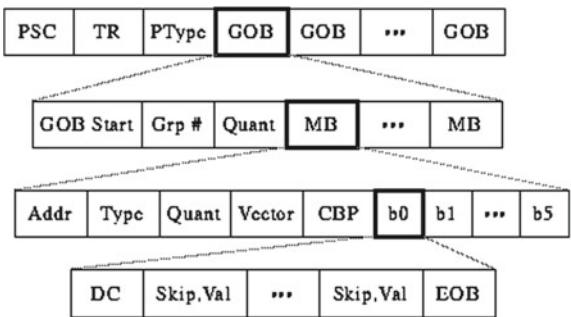 PSC TR PType GOB GOB ... GOB
GOB Start Grp # Quant MB ... MB
Addr Type Quant Vector CBP b0 b1 ... b5
DC Skip,Val ... Skip,Val EOB